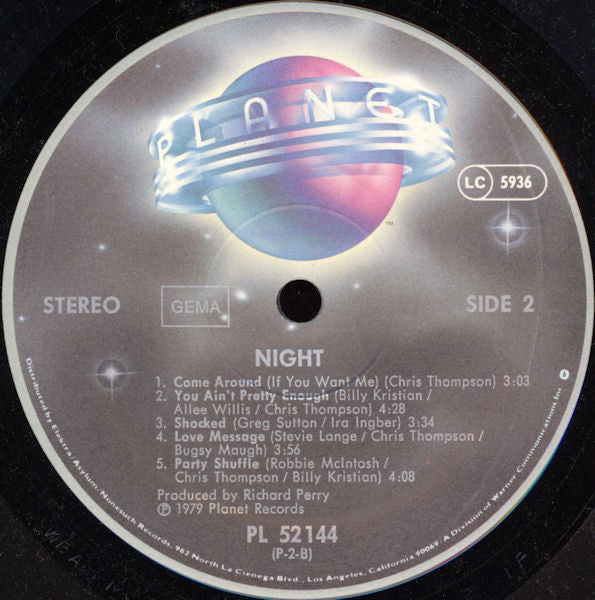 PLANET
TM
LC 5936
STEREO
GEMA
SIDE 2
NIGHT
1. Come Around (If You Want Me) (Chris Thompson) 3:03
2. You Ain't Pretty Enough (Billy Kristian /
Allee Willis / Chris Thompson) 4:28
3. Shocked (Greg Sutton / Ira Ingber) 3:34
4. Love Message (Stevie Lange / Chris Thompson /
Bugsy Maugh) 3:56
5. Party Shuffle (Robbie McIntosh /
Chris Thompson / Billy Kristian) 4:08
Produced by Richard Perry
℗ 1979 Planet Records
PL 52144
(P-2-B)
Distributed by Elektra/Asylum-Nonesuch Records, 962 North La Cienega Blvd., Los Angeles, California 90069/A Division of Warner Communications Inc